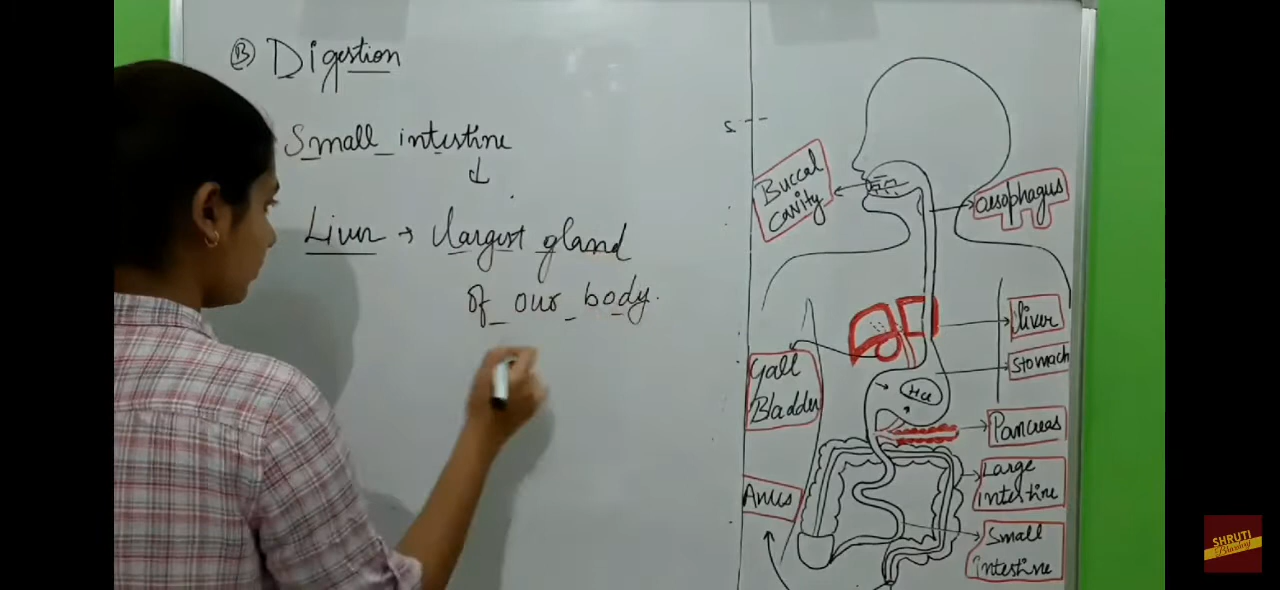 B Digestion
Small intestine
Liver → largest gland
of our body.
S
Buccal
cavity
oesophagus
liver
Gall
Bladder
Stomach
HCl
Pancreas
Anus
Large
intestine
Small
intestine
SHRUTI